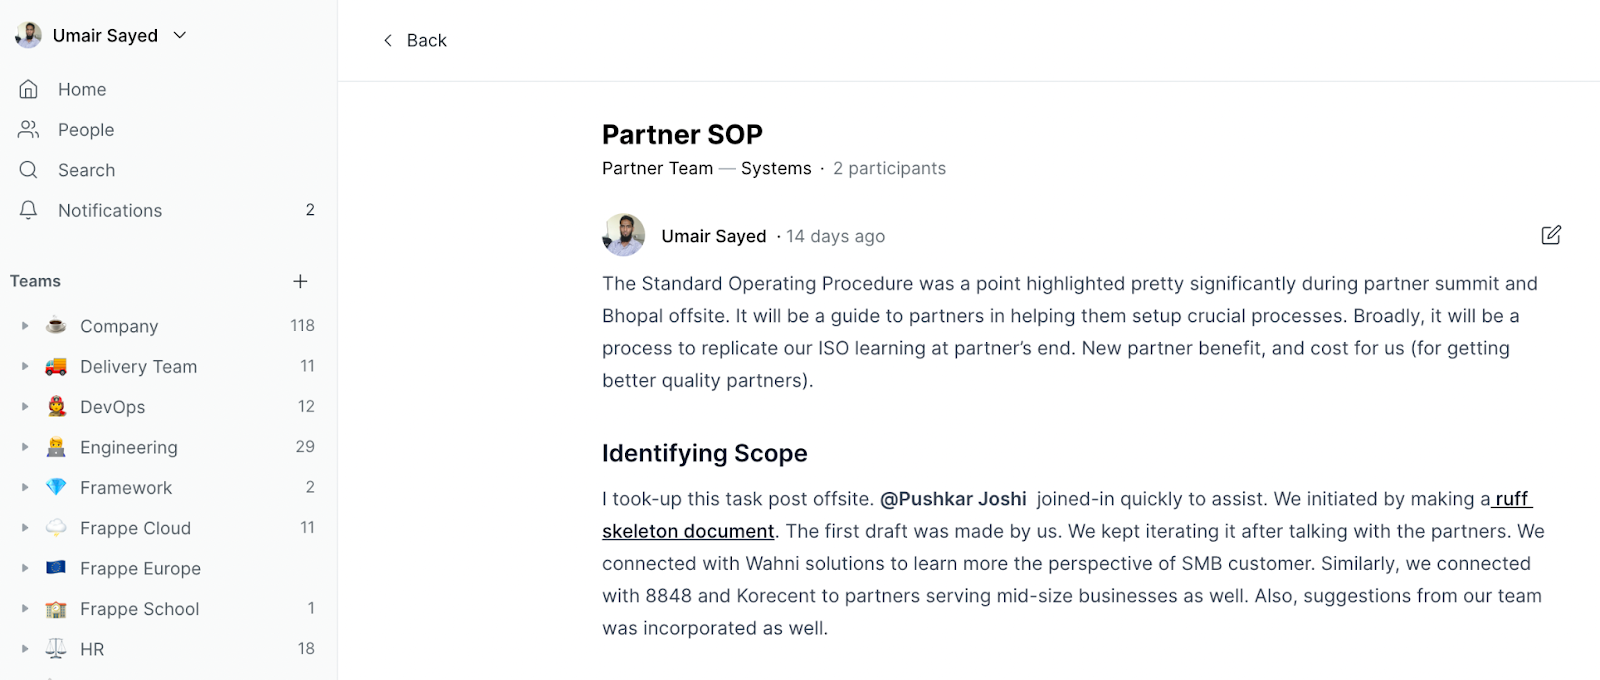 Umair Sayed
Home
People
Search
Notifications 2
Teams
Company 118
Delivery Team 11
DevOps 12
Engineering 29
Framework 2
Frappe Cloud 11
Frappe Europe
Frappe School 1
HR 18
Back
Partner SOP
Partner Team — Systems · 2 participants
Umair Sayed · 14 days ago
The Standard Operating Procedure was a point highlighted pretty significantly during partner summit and
Bhopal offsite. It will be a guide to partners in helping them setup crucial processes. Broadly, it will be a
process to replicate our ISO learning at partner’s end. New partner benefit, and cost for us (for getting
better quality partners).
Identifying Scope
I took-up this task post offsite. @Pushkar Joshi joined-in quickly to assist. We initiated by making a ruff
skeleton document. The first draft was made by us. We kept iterating it after talking with the partners. We
connected with Wahni solutions to learn more the perspective of SMB customer. Similarly, we connected
with 8848 and Korecent to partners serving mid-size businesses as well. Also, suggestions from our team
was incorporated as well.